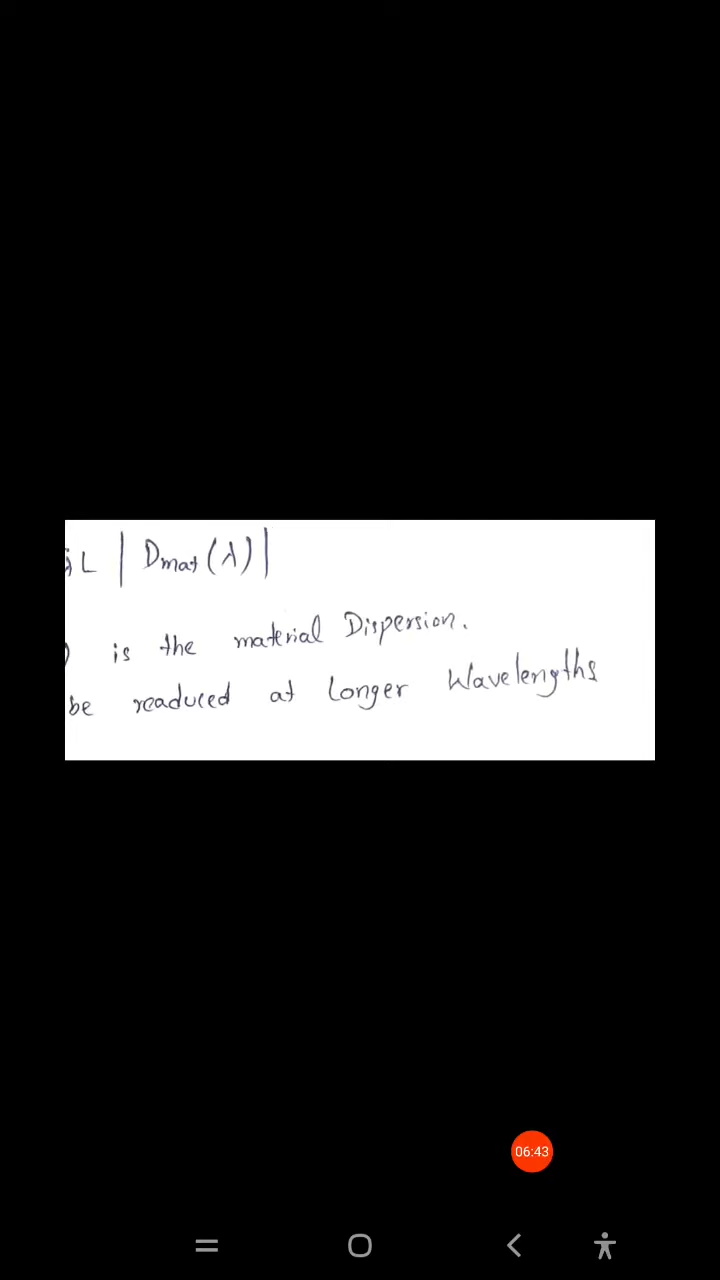 L | Dmat (λ) |
) is the material Dispersion.
be readuced at Longer Wavelengths
06:43